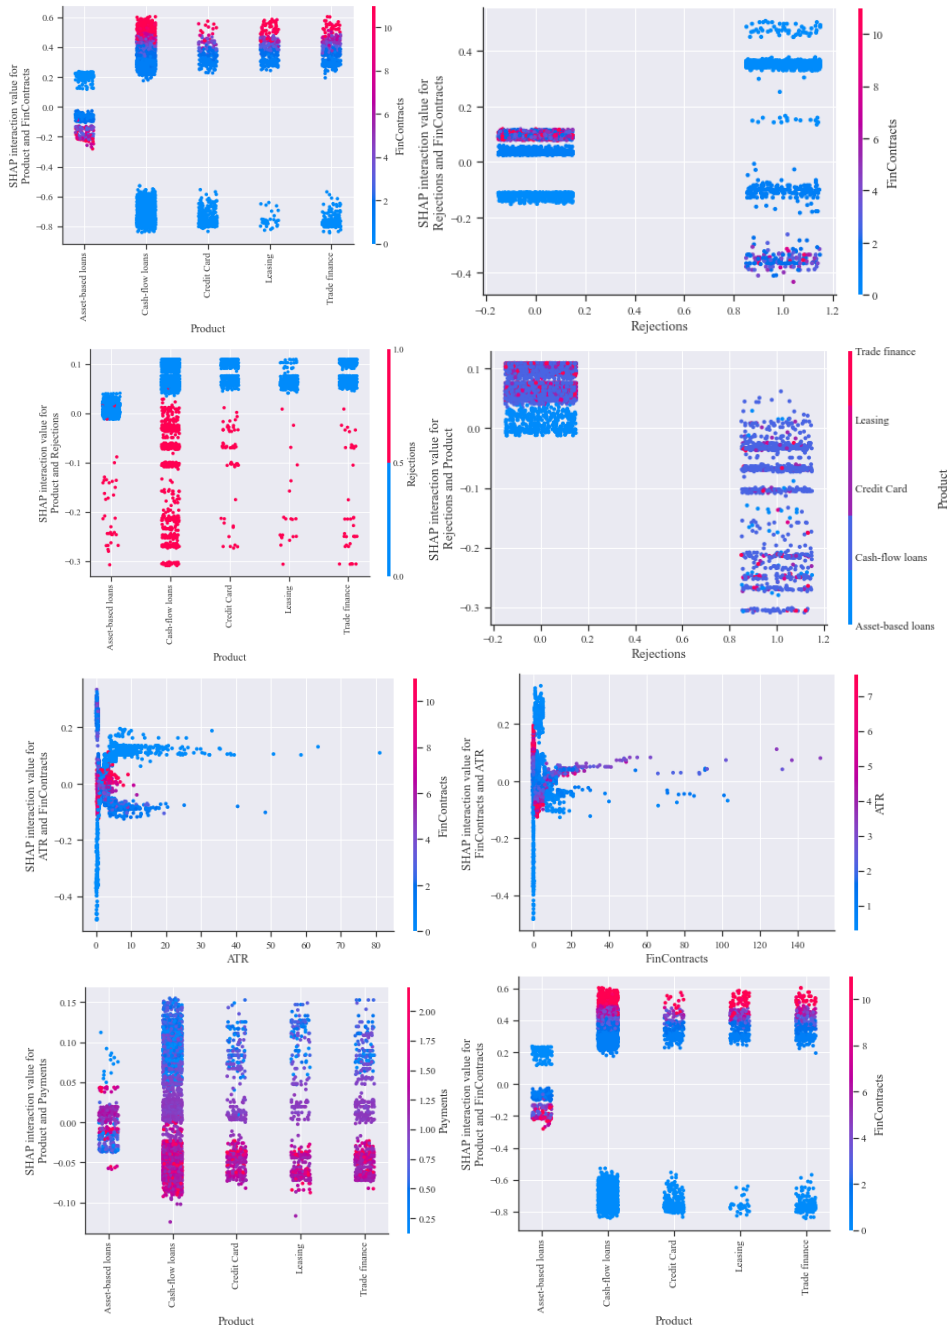 SHAP interaction value for
Product and FinContracts
0.6
0.4
0.2
0.0
−0.2
−0.4
−0.6
−0.8
Asset-based loans
Cash-flow loans
Credit Card
Leasing
Trade finance
Product
10
8
6
4
2
0
FinContracts
SHAP interaction value for
Rejections and FinContracts
0.4
0.2
0.0
−0.2
−0.4
−0.2
0.0
0.2
0.4
0.6
0.8
1.0
1.2
Rejections
10
8
6
4
2
0
FinContracts
SHAP interaction value for
Product and Rejections
0.1
0.0
−0.1
−0.2
−0.3
Asset-based loans
Cash-flow loans
Credit Card
Leasing
Trade finance
Product
1.0
0.5
0.0
Rejections
SHAP interaction value for
Rejections and Product
0.1
0.0
−0.1
−0.2
−0.3
−0.2
0.0
0.2
0.4
0.6
0.8
1.0
1.2
Rejections
Trade finance
Leasing
Credit Card
Cash-flow loans
Asset-based loans
Product
SHAP interaction value for
ATR and FinContracts
0.2
0.0
−0.2
−0.4
0
10
20
30
40
50
60
70
80
ATR
10
8
6
4
2
0
FinContracts
SHAP interaction value for
FinContracts and ATR
0.2
0.0
−0.2
−0.4
0
20
40
60
80
100
120
140
FinContracts
7
6
5
4
3
2
1
ATR
SHAP interaction value for
Product and Payments
0.15
0.10
0.05
0.00
−0.05
−0.10
Asset-based loans
Cash-flow loans
Credit Card
Leasing
Trade finance
Product
2.00
1.75
1.50
1.25
1.00
0.75
0.50
0.25
Payments
SHAP interaction value for
Product and FinContracts
0.6
0.4
0.2
0.0
−0.2
−0.4
−0.6
−0.8
Asset-based loans
Cash-flow loans
Credit Card
Leasing
Trade finance
Product
10
8
6
4
2
0
FinContracts